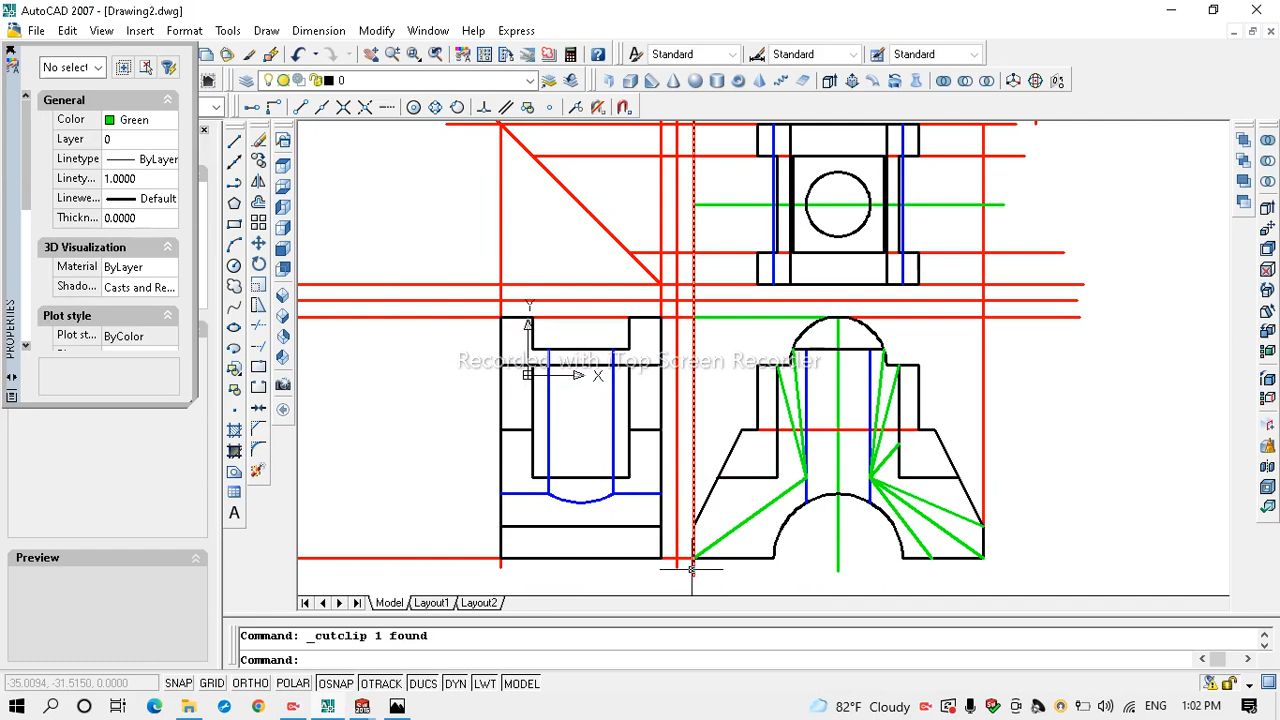 AutoCAD 2007 - [Drawing2.dwg]
File Edit View Insert Format Tools Draw Dimension Modify Window Help Express
Standard Standard Standard
No select
0
General
Color Green
Layer 0
Linetype ByLayer
Linety... 1.0000
Linewe... Default
Thickn... 0.0000
3D Visualization
Material ByLayer
Shado... Casts and Re...
Plot style
Plot st... ByColor
PROPERTIES
Preview
Y
X
Recorded with iTop Screen Recorder
Model Layout1 Layout2
Command: _cutclip 1 found
Command:
-35.0094, -31.5150, 0.0000 SNAP GRID ORTHO POLAR OSNAP OTRACK DUCS DYN LWT MODEL
82°F Cloudy ENG 1:02 PM